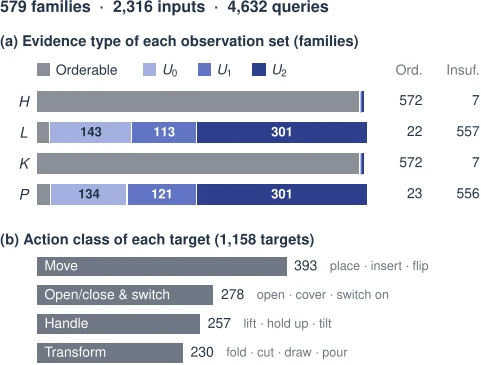 579 families · 2,316 inputs · 4,632 queries
(a) Evidence type of each observation set (families)
Orderable U0 U1 U2 Ord. Insuf.
H 572 7
L 143 113 301 22 557
K 572 7
P 134 121 301 23 556
(b) Action class of each target (1,158 targets)
Move 393 place · insert · flip
Open/close & switch 278 open · cover · switch on
Handle 257 lift · hold up · tilt
Transform 230 fold · cut · draw · pour